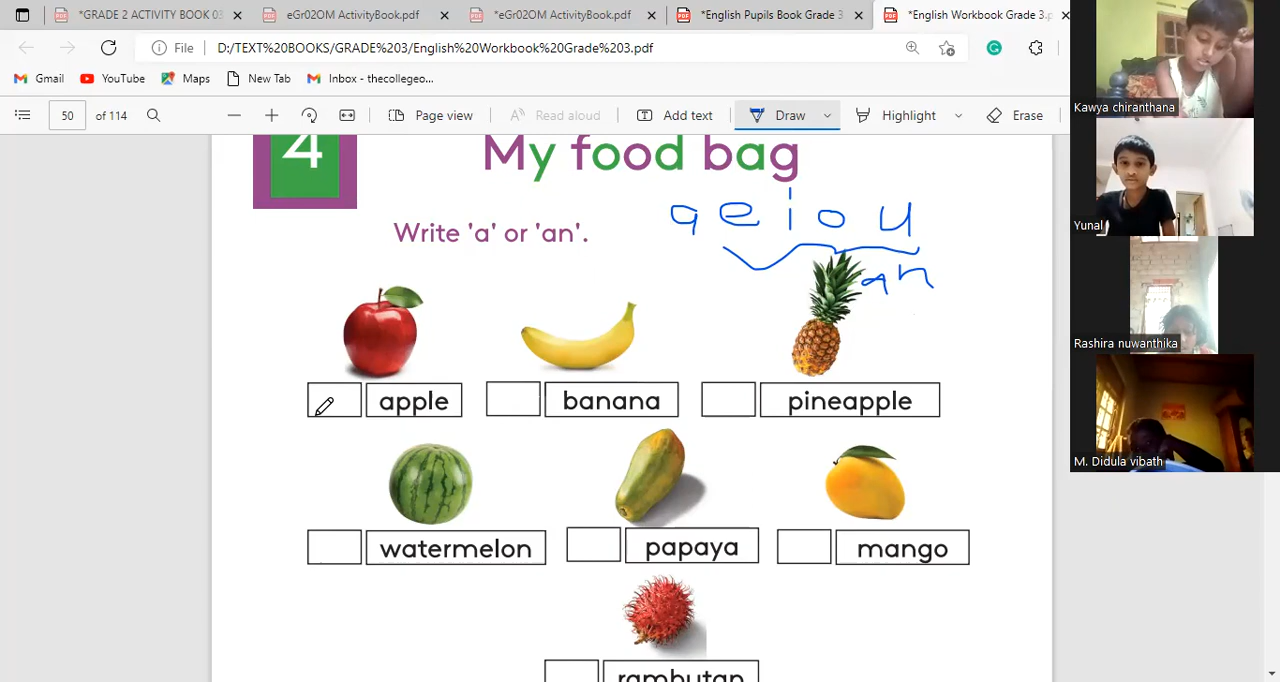 *GRADE 2 ACTIVITY BOOK 03
eGr02OM ActivityBook.pdf
*eGr02OM ActivityBook.pdf
*English Pupils Book Grade 3
*English Workbook Grade 3.p
File D:/TEXT%20BOOKS/GRADE%203/English%20Workbook%20Grade%203.pdf
Gmail YouTube Maps New Tab Inbox - thecollegeo...
50 of 114 Page view Read aloud Add text Draw Highlight Erase
4
My food bag
a e i o u
Write 'a' or 'an'.
an
apple banana pineapple
watermelon papaya mango
rambutan
Kawya chiranthana
Yunal
Rashira nuwanthika
M. Didula vibath